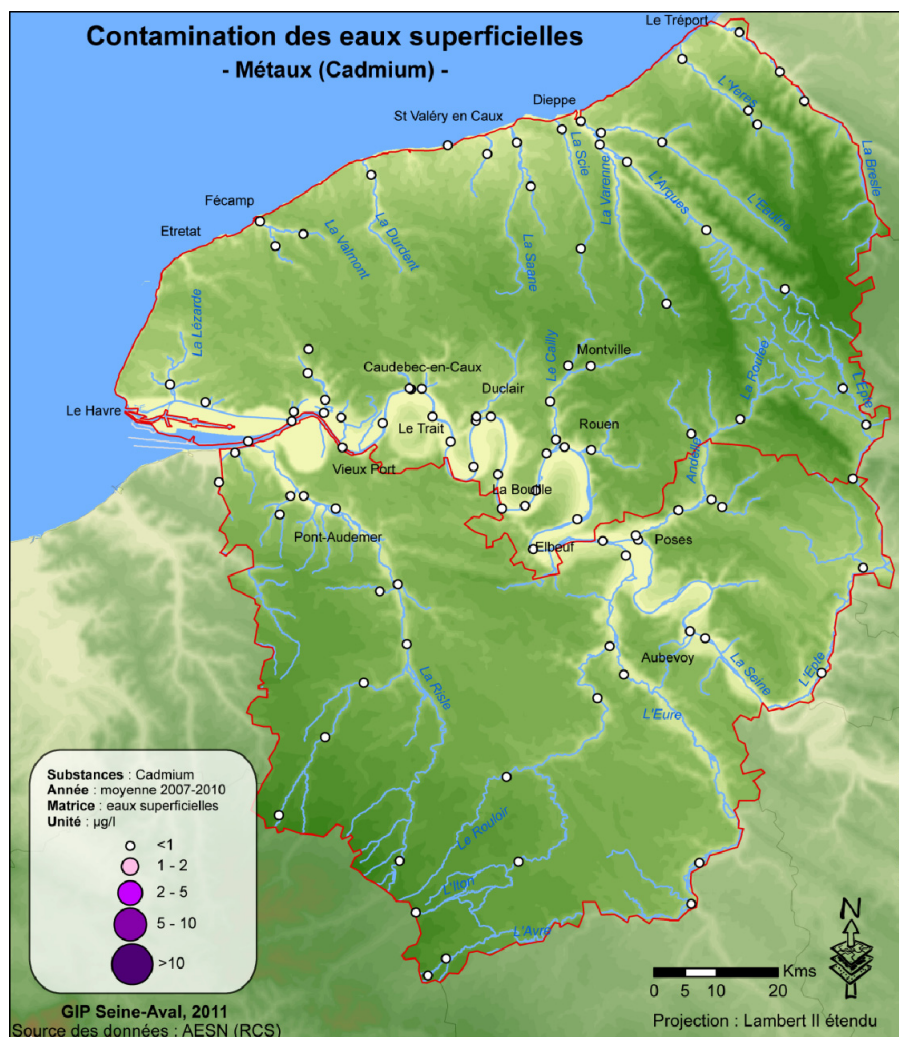 Contamination des eaux superficielles
- Métaux (Cadmium) -
Le Tréport
Dieppe
St Valéry en Caux
L'Yeres
La Bresle
La Scie
La Varenne
L'Arques
L'Eaulne
Fécamp
Etretat
La Valmont
La Durdent
La Saane
La Lézarde
Le Cailly
Montville
Caudebec-en-Caux
Duclair
La Roulée
L'Epte
Le Havre
Le Trait
Rouen
Vieux Port
La Bouille
Andelle
Pont-Audemer
Elbeuf
Poses
Aubevoy
La Seine
L'Epte
La Risle
L'Eure
Le Rouloir
L'Iton
L'Avre
Substances : Cadmium
Année : moyenne 2007-2010
Matrice : eaux superficielles
Unité : µg/l
<1
1 - 2
2 - 5
5 - 10
>10
N
Kms
0 5 10 20
GIP Seine-Aval, 2011
Source des données : AESN (RCS)
Projection : Lambert II étendu